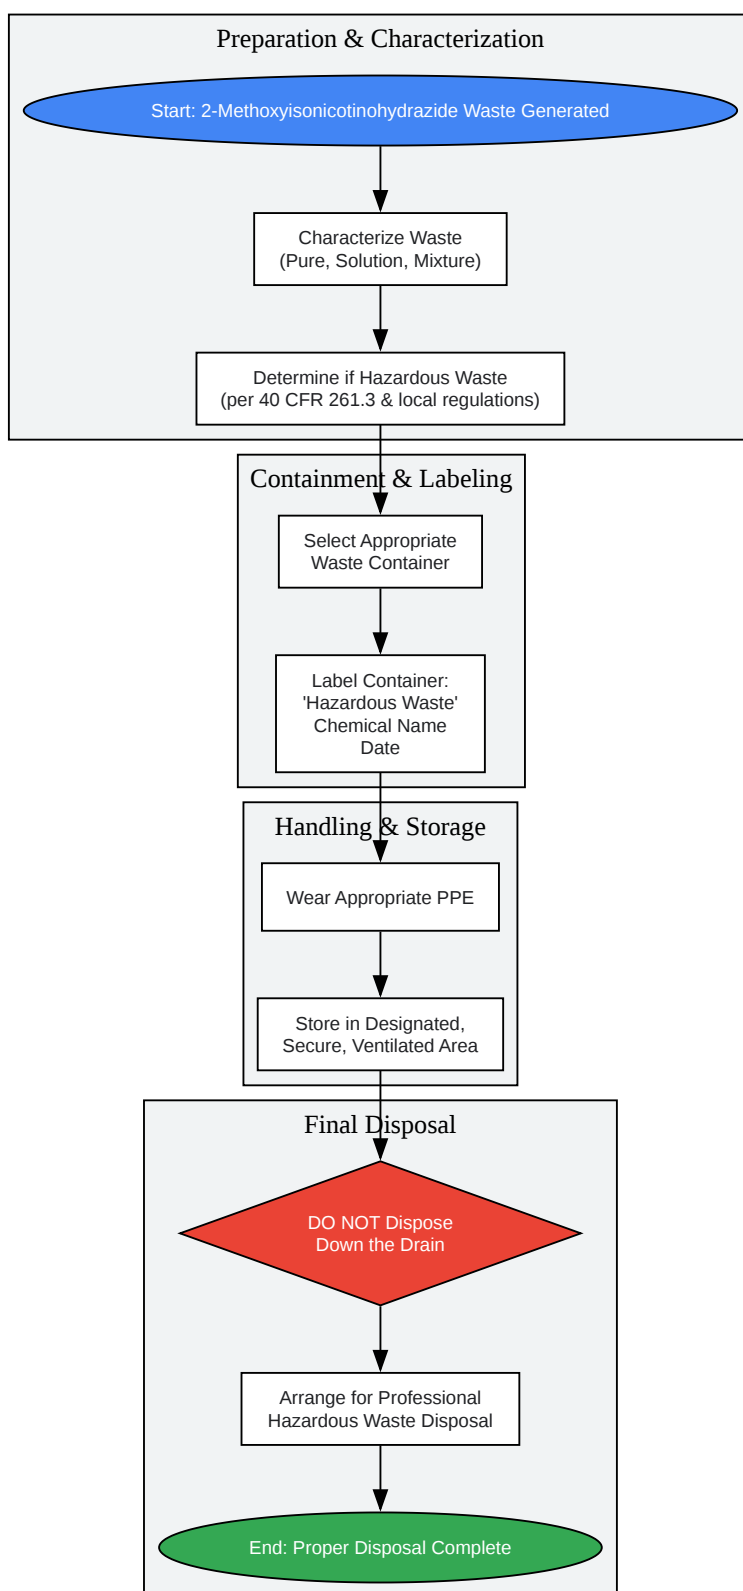 Preparation & Characterization
Start: 2-Methoxyisonicotinohydrazide Waste Generated
Characterize Waste
(Pure, Solution, Mixture)
Determine if Hazardous Waste
(per 40 CFR 261.3 & local regulations)
Containment & Labeling
Select Appropriate
Waste Container
Label Container:
'Hazardous Waste'
Chemical Name
Date
Handling & Storage
Wear Appropriate PPE
Store in Designated,
Secure, Ventilated Area
Final Disposal
DO NOT Dispose
Down the Drain
Arrange for Professional
Hazardous Waste Disposal
End: Proper Disposal Complete